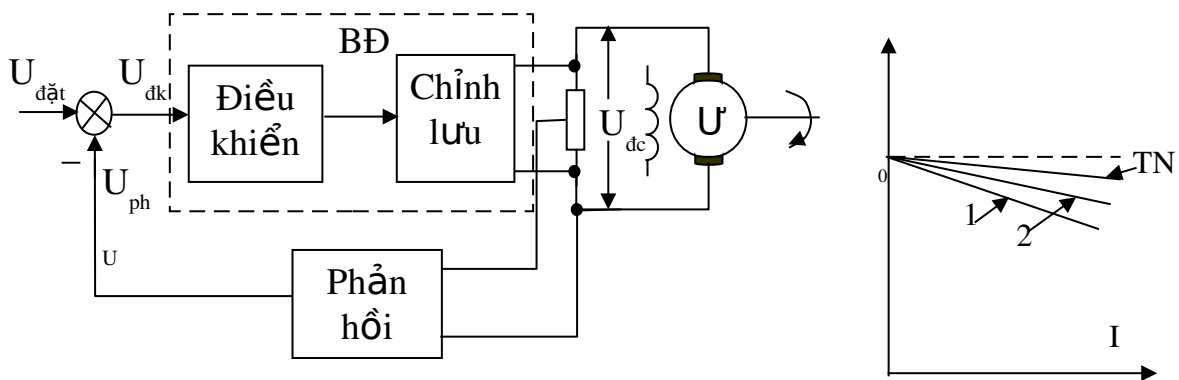 BĐ
U đặt
U đk
Điều
khiển
Chỉnh
lưu
U đc
Ư
−
U ph
U
Phản
hồi
0
TN
1
2
I